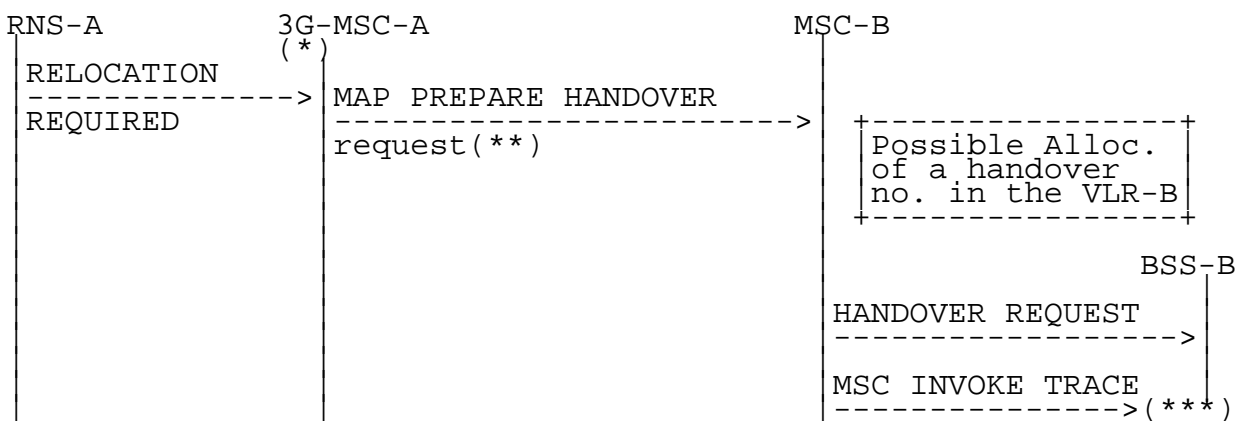 RNS-A 3G-MSC-A MSC-B
(*)
RELOCATION
-------------->
MAP PREPARE HANDOVER
REQUIRED
------------------------>
request(**)
+-----------------+
Possible Alloc.
of a handover
no. in the VLR-B
+-----------------+
BSS-B
HANDOVER REQUEST
------------------>
MSC INVOKE TRACE
--------------->(***)